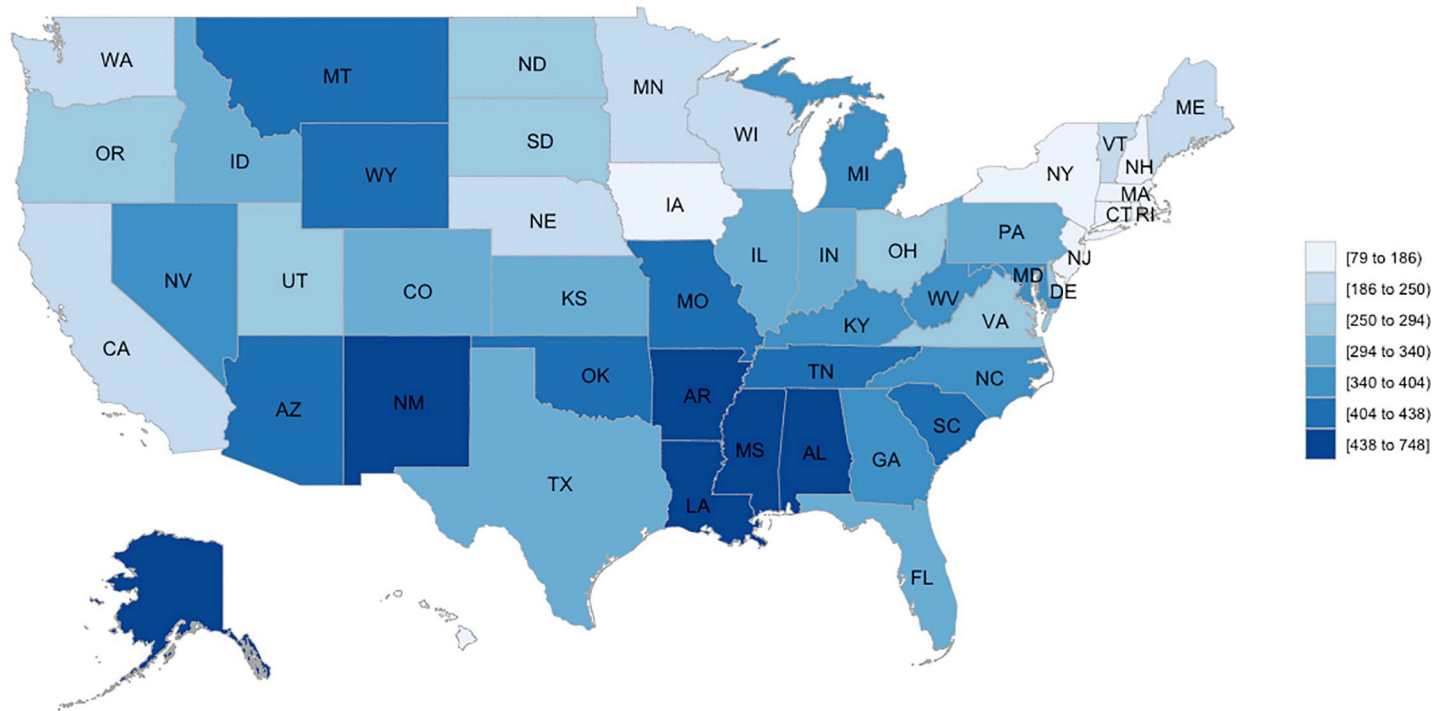 WA
MT
ND
MN
ME
OR
ID
SD
WI
VT
NH
WY
MI
NY
MA
NE
IA
CT RI
PA
NV
UT
CO
KS
IL
IN
OH
NJ
MD
DE
CA
MO
WV
VA
KY
AZ
NM
OK
AR
TN
NC
SC
TX
LA
MS
AL
GA
FL
[79 to 186)
[186 to 250)
[250 to 294)
[294 to 340)
[340 to 404)
[404 to 438)
[438 to 748]